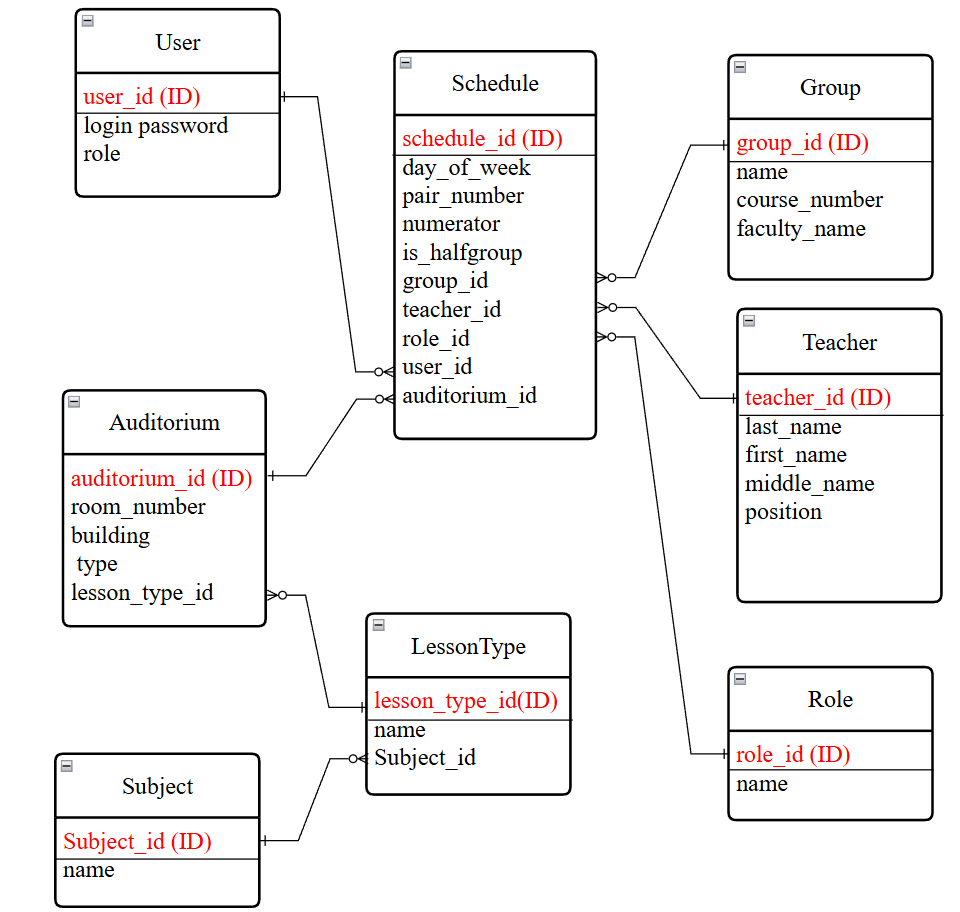 User
user_id (ID)
login password
role
Schedule
schedule_id (ID)
day_of_week
pair_number
numerator
is_halfgroup
group_id
teacher_id
role_id
user_id
auditorium_id
Group
group_id (ID)
name
course_number
faculty_name
Teacher
teacher_id (ID)
last_name
first_name
middle_name
position
Auditorium
auditorium_id (ID)
room_number
building
type
lesson_type_id
LessonType
lesson_type_id(ID)
name
Subject_id
Role
role_id (ID)
name
Subject
Subject_id (ID)
name